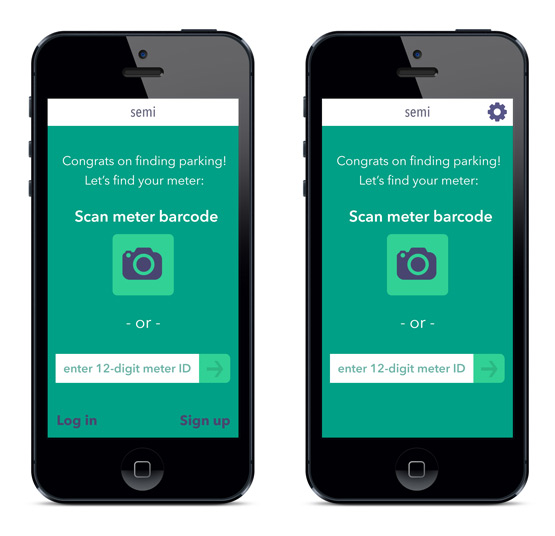 semi
Congrats on finding parking!
Let's find your meter:
Scan meter barcode
- or -
enter 12-digit meter ID
Log in
Sign up
semi
Congrats on finding parking!
Let's find your meter:
Scan meter barcode
- or -
enter 12-digit meter ID